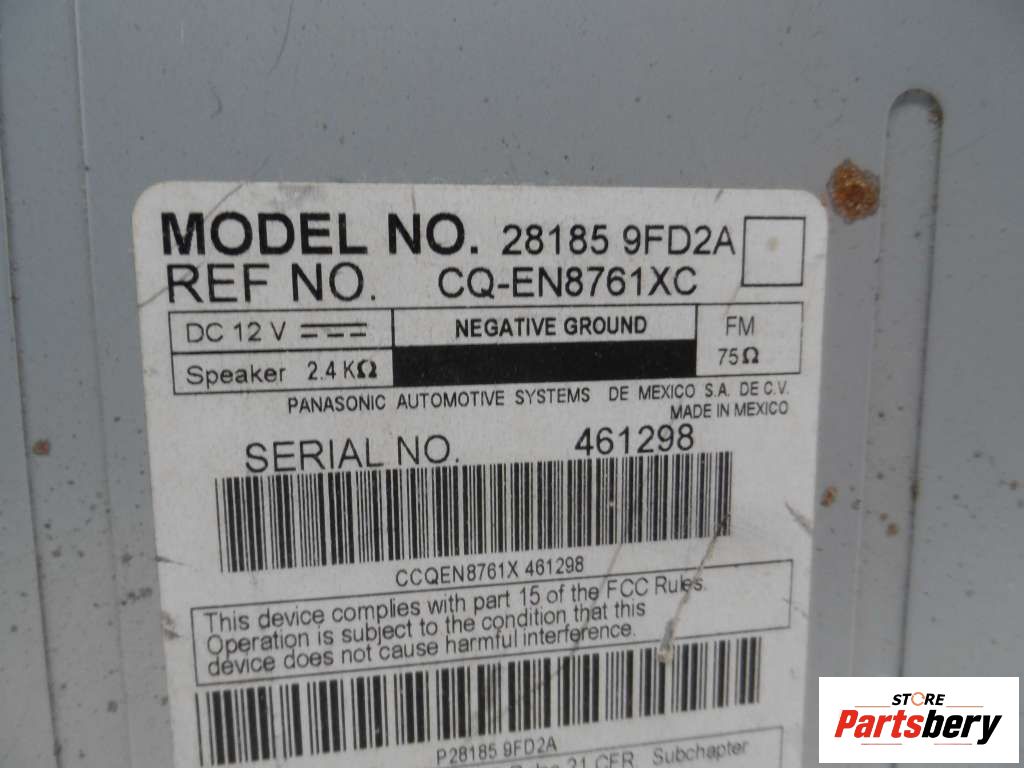 MODEL NO. 28185 9FD2A
REF NO. CQ-EN8761XC
DC 12 V
NEGATIVE GROUND
FM
75Ω
Speaker 2.4 KΩ
PANASONIC AUTOMOTIVE SYSTEMS DE MEXICO S.A. DE C.V.
MADE IN MEXICO
SERIAL NO. 461298
CCQEN8761X 461298
This device complies with part 15 of the FCC Rules.
Operation is subject to the condition that this
device does not cause harmful interference.
P28185 9FD2A
21 CFR Subchapter
STORE
Partsbery